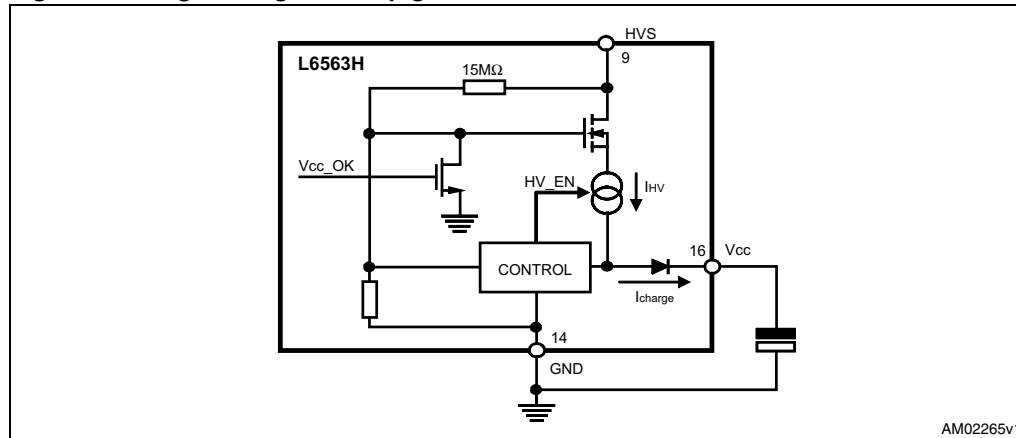 HVS
9
L6563H
15MΩ
Vcc_OK
HV_EN
IHV
CONTROL
16
Vcc
Icharge
14
GND
AM02265v1